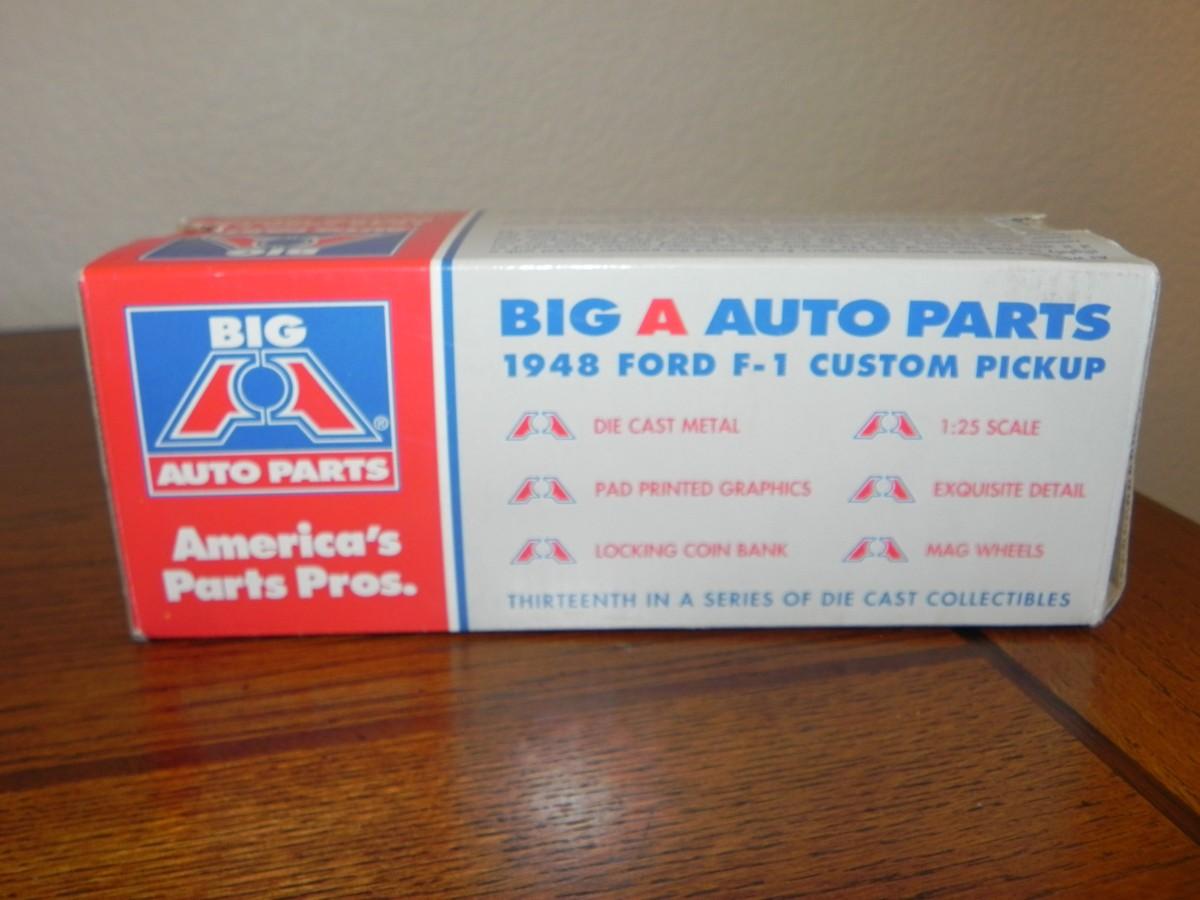 BIG
A
®
AUTO PARTS
America's
Parts Pros.
BIG A AUTO PARTS
1948 FORD F-1 CUSTOM PICKUP
DIE CAST METAL
1:25 SCALE
PAD PRINTED GRAPHICS
EXQUISITE DETAIL
LOCKING COIN BANK
MAG WHEELS
THIRTEENTH IN A SERIES OF DIE CAST COLLECTIBLES
BIG